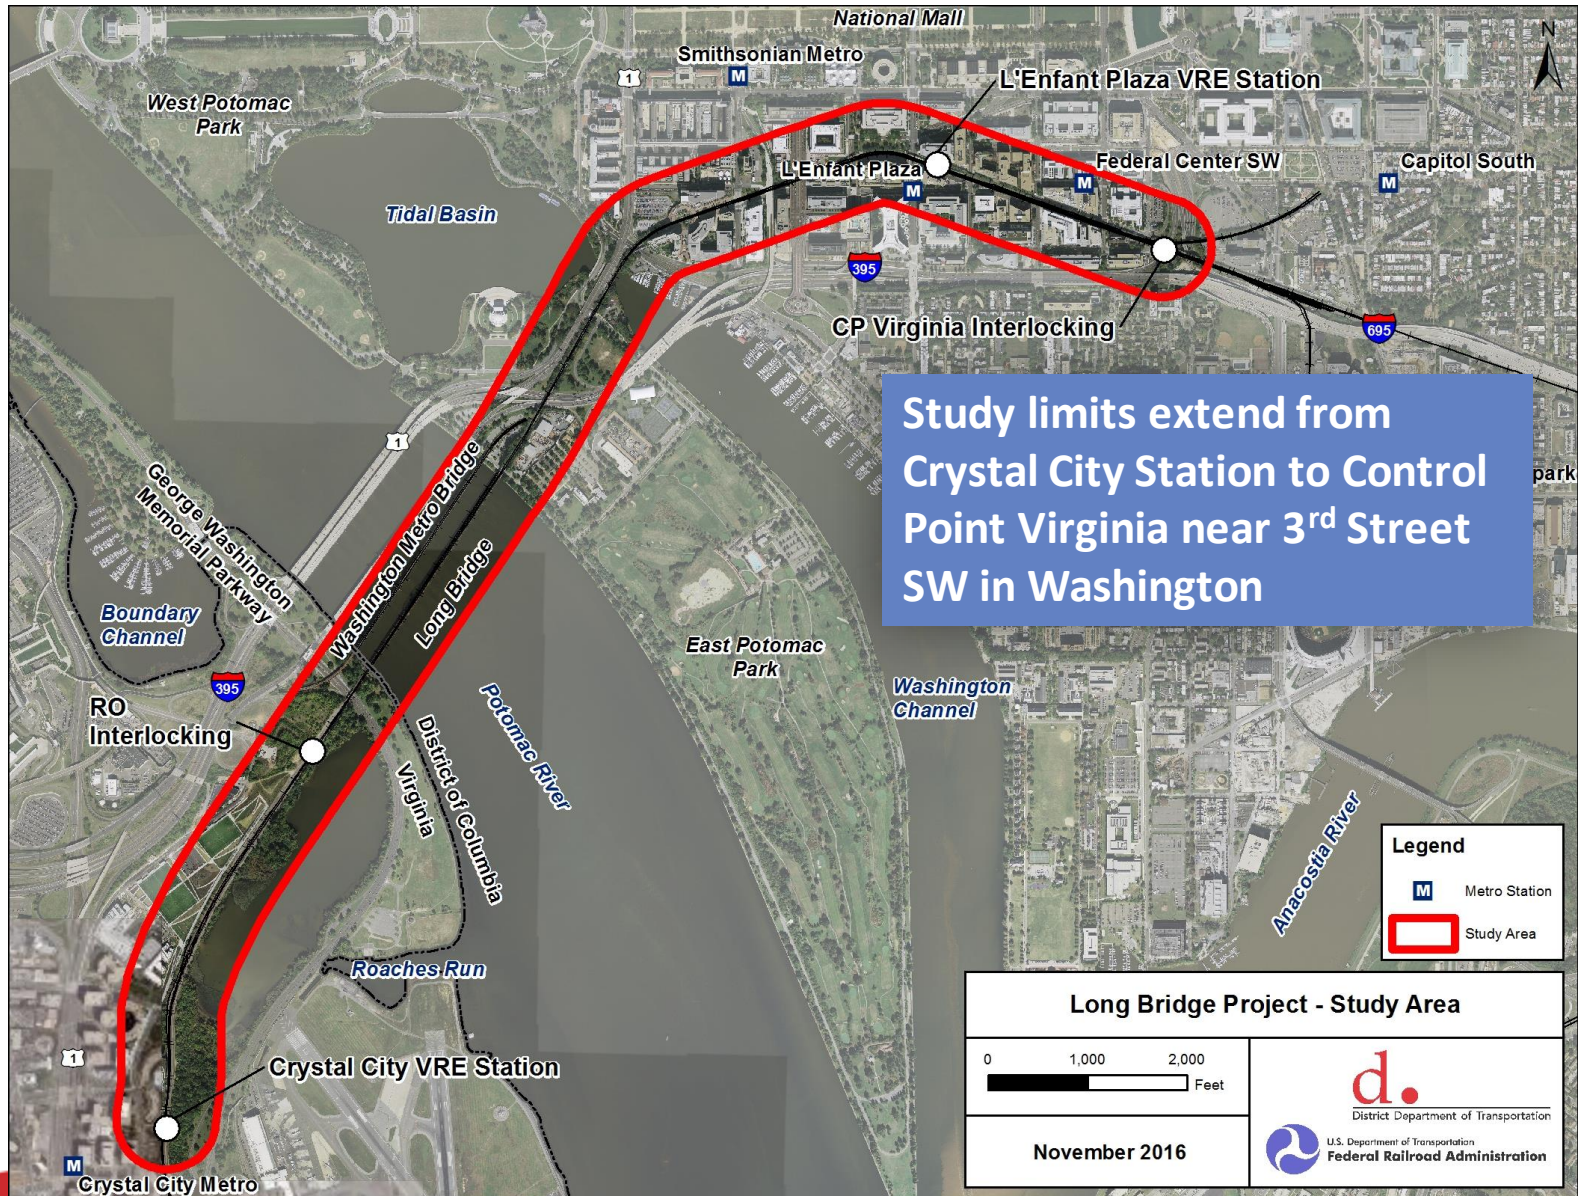 National Mall
N
Smithsonian Metro
M
1
L'Enfant Plaza VRE Station
West Potomac
Park
L'Enfant Plaza
M
Federal Center SW
M
Capitol South
M
Tidal Basin
395
CP Virginia Interlocking
695
Study limits extend from
Crystal City Station to Control
Point Virginia near 3rd Street
SW in Washington
park
1
George Washington
Memorial Parkway
Washington Metro Bridge
Long Bridge
Boundary
Channel
East Potomac
Park
395
Washington
Channel
RO
Interlocking
Potomac River
District of Columbia
Virginia
Anacostia River
Legend
M Metro Station
Study Area
Roaches Run
Long Bridge Project - Study Area
0 1,000 2,000
Feet
1
Crystal City VRE Station
d.
District Department of Transportation
U.S. Department of Transportation
Federal Railroad Administration
November 2016
M
Crystal City Metro